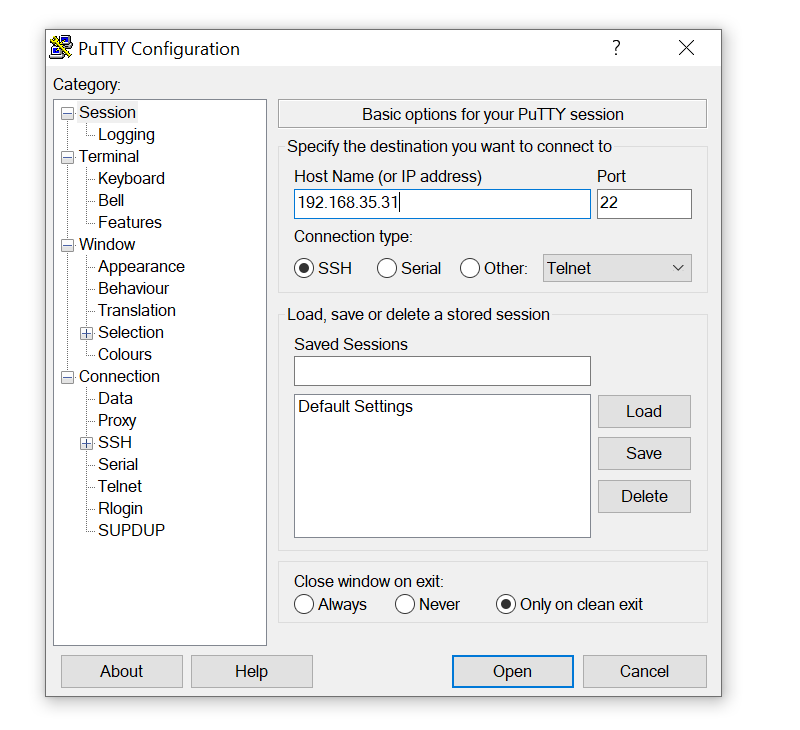 PuTTY Configuration
?
Category:
Session
Logging
Terminal
Keyboard
Bell
Features
Window
Appearance
Behaviour
Translation
Selection
Colours
Connection
Data
Proxy
SSH
Serial
Telnet
Rlogin
SUPDUP
Basic options for your PuTTY session
Specify the destination you want to connect to
Host Name (or IP address) Port
192.168.35.31 22
Connection type:
SSH Serial Other: Telnet
Load, save or delete a stored session
Saved Sessions
Default Settings
Load
Save
Delete
Close window on exit:
Always Never Only on clean exit
About Help Open Cancel